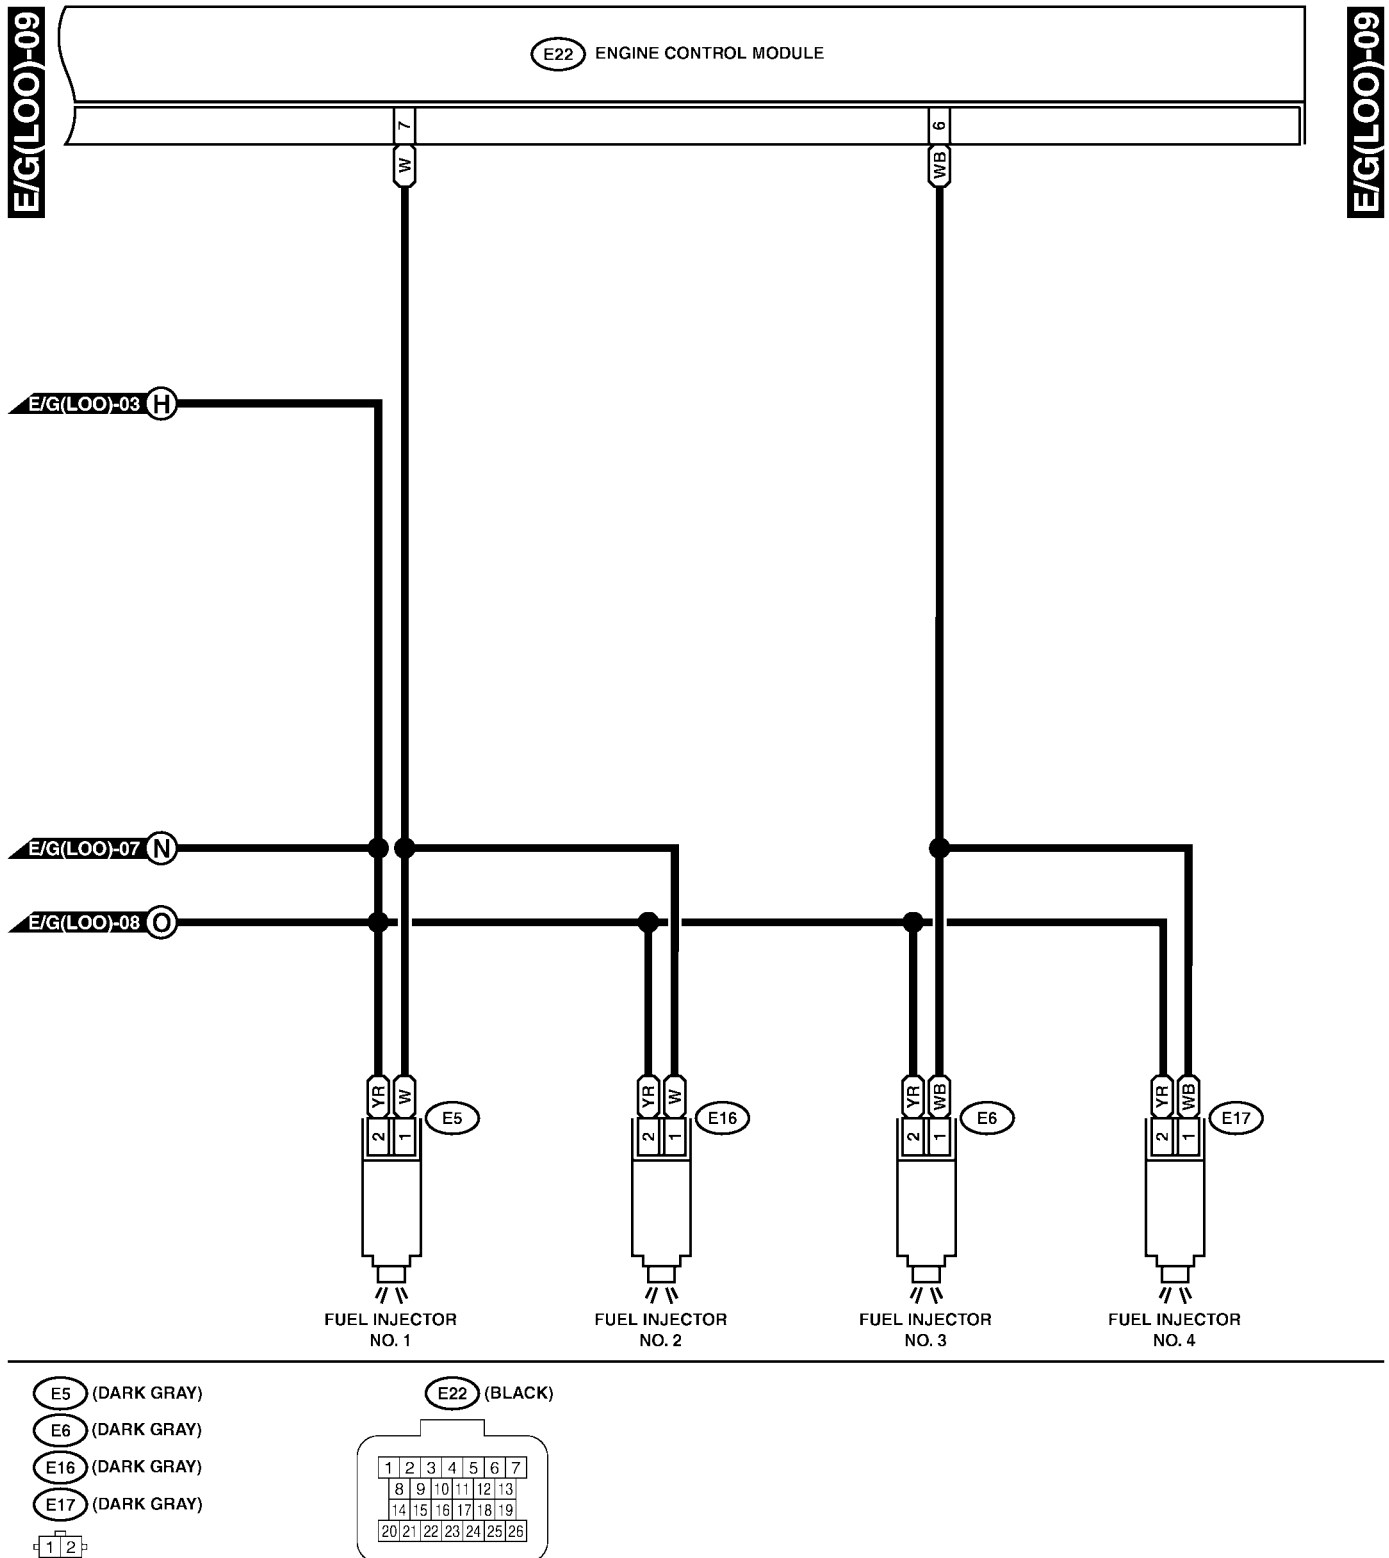 E/G(LOO)-09
E/G(LOO)-09
E22 ENGINE CONTROL MODULE
7
6
W
WB
E/G(LOO)-03 H
E/G(LOO)-07 N
E/G(LOO)-08 O
YR W
YR W
YR WB
YR WB
E5
E16
E6
E17
2 1
2 1
2 1
2 1
FUEL INJECTOR
NO. 1
FUEL INJECTOR
NO. 2
FUEL INJECTOR
NO. 3
FUEL INJECTOR
NO. 4
E5 (DARK GRAY)
E6 (DARK GRAY)
E16 (DARK GRAY)
E17 (DARK GRAY)
1 2
E22 (BLACK)
1 2 3 4 5 6 7
8 9 10 11 12 13
14 15 16 17 18 19
20 21 22 23 24 25 26